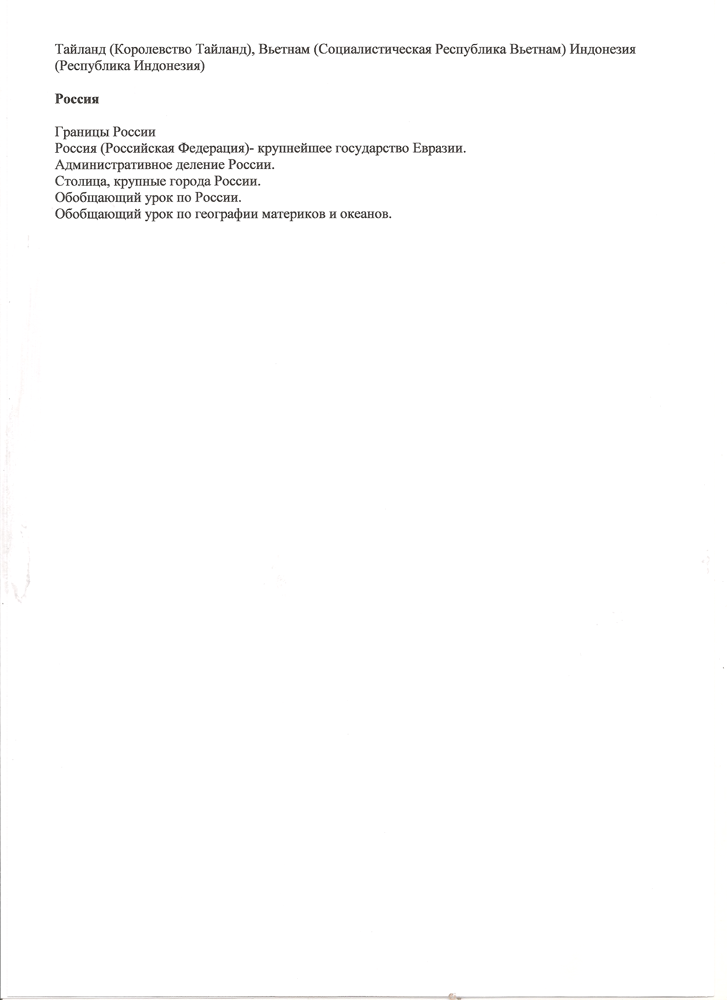 Тайланд (Королевство Тайланд), Вьетнам (Социалистическая Республика Вьетнам) Индонезия
(Республика Индонезия)
Россия
Границы России
Россия (Российская Федерация)- крупнейшее государство Евразии.
Административное деление России.
Столица, крупные города России.
Обобщающий урок по России.
Обобщающий урок по географии материков и океанов.